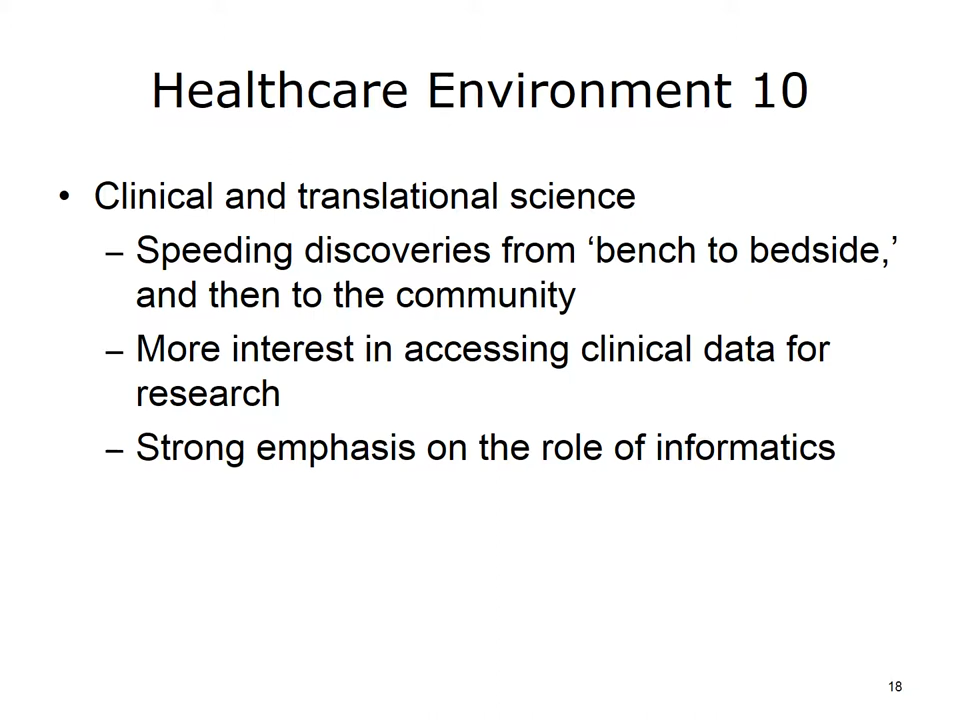 Healthcare Environment 10
• Clinical and translational science
– Speeding discoveries from ‘bench to bedside,’
and then to the community
– More interest in accessing clinical data for
research
– Strong emphasis on the role of informatics
18